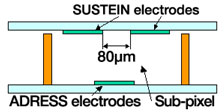 SUSTEIN electrodes
80μm
Sub-pixel
ADRESS electrodes